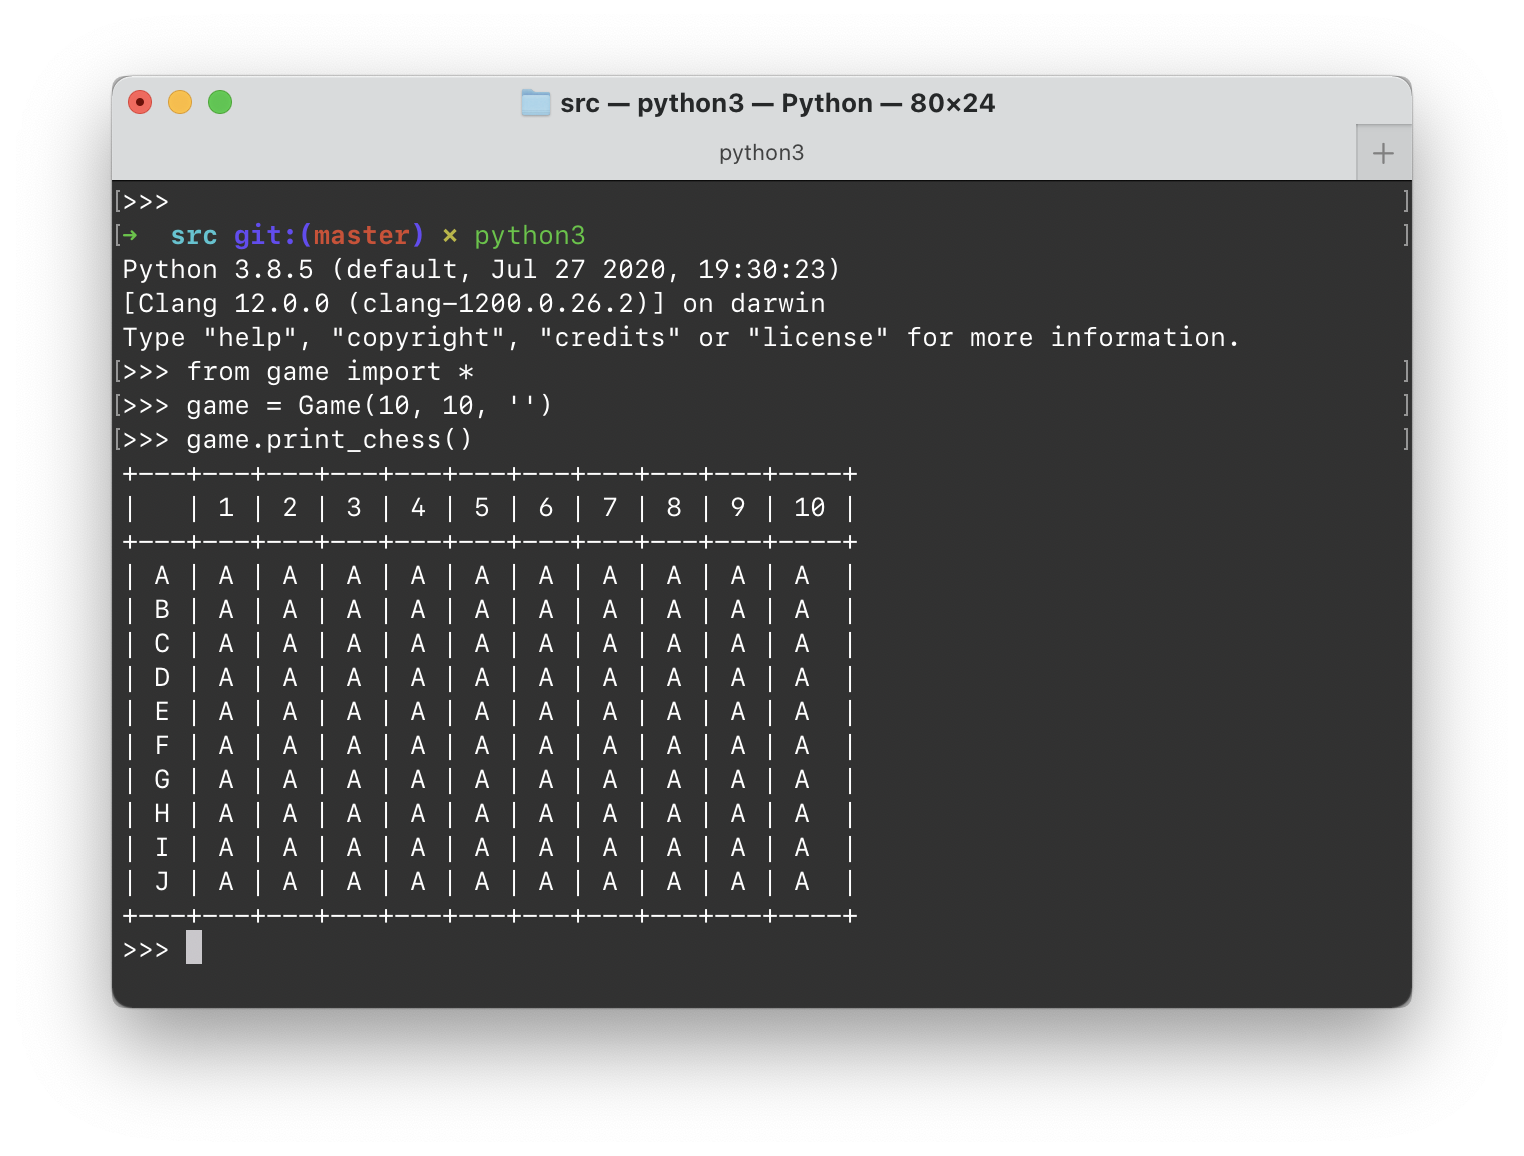 src — python3 — Python — 80×24
python3
+
[>>> ]
[➜  src git:(master) × python3 ]
Python 3.8.5 (default, Jul 27 2020, 19:30:23)
[Clang 12.0.0 (clang-1200.0.26.2)] on darwin
Type "help", "copyright", "credits" or "license" for more information.
[>>> from game import * ]
[>>> game = Game(10, 10, '') ]
[>>> game.print_chess() ]
+---+---+---+---+---+---+---+---+---+---+----+
|   | 1 | 2 | 3 | 4 | 5 | 6 | 7 | 8 | 9 | 10 |
+---+---+---+---+---+---+---+---+---+---+----+
| A | A | A | A | A | A | A | A | A | A | A  |
| B | A | A | A | A | A | A | A | A | A | A  |
| C | A | A | A | A | A | A | A | A | A | A  |
| D | A | A | A | A | A | A | A | A | A | A  |
| E | A | A | A | A | A | A | A | A | A | A  |
| F | A | A | A | A | A | A | A | A | A | A  |
| G | A | A | A | A | A | A | A | A | A | A  |
| H | A | A | A | A | A | A | A | A | A | A  |
| I | A | A | A | A | A | A | A | A | A | A  |
| J | A | A | A | A | A | A | A | A | A | A  |
+---+---+---+---+---+---+---+---+---+---+----+
>>>